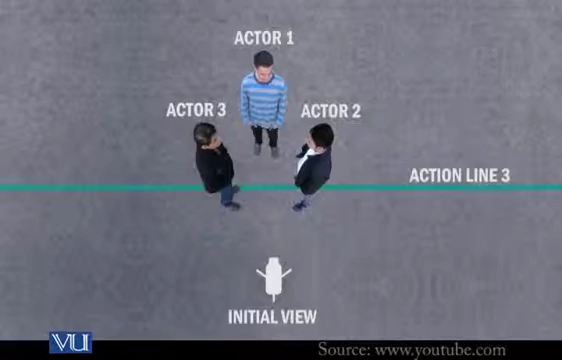 ACTOR 1
ACTOR 3
ACTOR 2
ACTION LINE 3
INITIAL VIEW
VU
Source: www.youtube.com